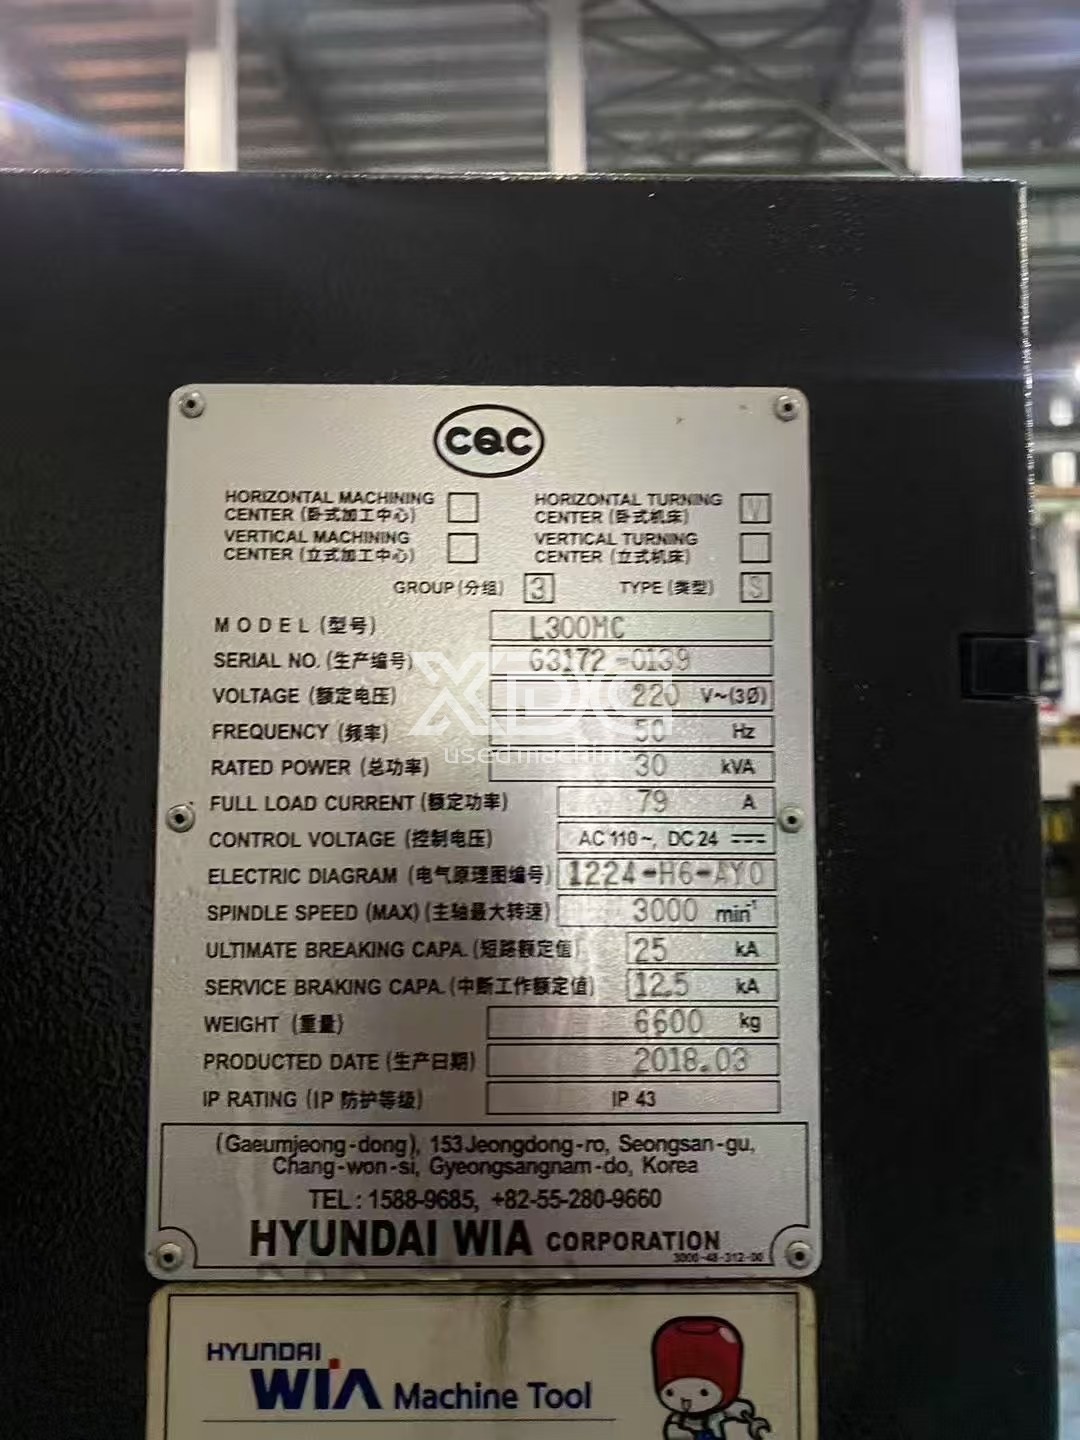 CQC
HORIZONTAL MACHINING CENTER (卧式加工中心)
HORIZONTAL TURNING CENTER (卧式机床) V
VERTICAL MACHINING CENTER (立式加工中心)
VERTICAL TURNING CENTER (立式机床)
GROUP (分组) 3 TYPE (类型) S
MODEL (型号) L300MC
SERIAL NO. (生产编号) 63172-0139
VOLTAGE (额定电压) 220 V~(3Ø)
FREQUENCY (频率) 50 Hz
RATED POWER (总功率) 30 kVA
FULL LOAD CURRENT (额定功率) 79 A
CONTROL VOLTAGE (控制电压) AC 110~, DC 24
ELECTRIC DIAGRAM (电气原理图编号) 1224-H6-AY0
SPINDLE SPEED (MAX) (主轴最大转速) 3000 min⁻¹
ULTIMATE BREAKING CAPA. (短路额定值) 25 kA
SERVICE BRAKING CAPA. (中断工作额定值) 12.5 kA
WEIGHT (重量) 6600 kg
PRODUCTED DATE (生产日期) 2018.03
IP RATING (IP 防护等级) IP 43
(Gaeumjeong-dong), 153 Jeongdong-ro, Seongsan-gu,
Chang-won-si, Gyeongsangnam-do, Korea
TEL : 1588-9685, +82-55-280-9660
HYUNDAI WIA CORPORATION
3000-48-312-00
HYUNDAI
WIA Machine Tool
XDC
used machine